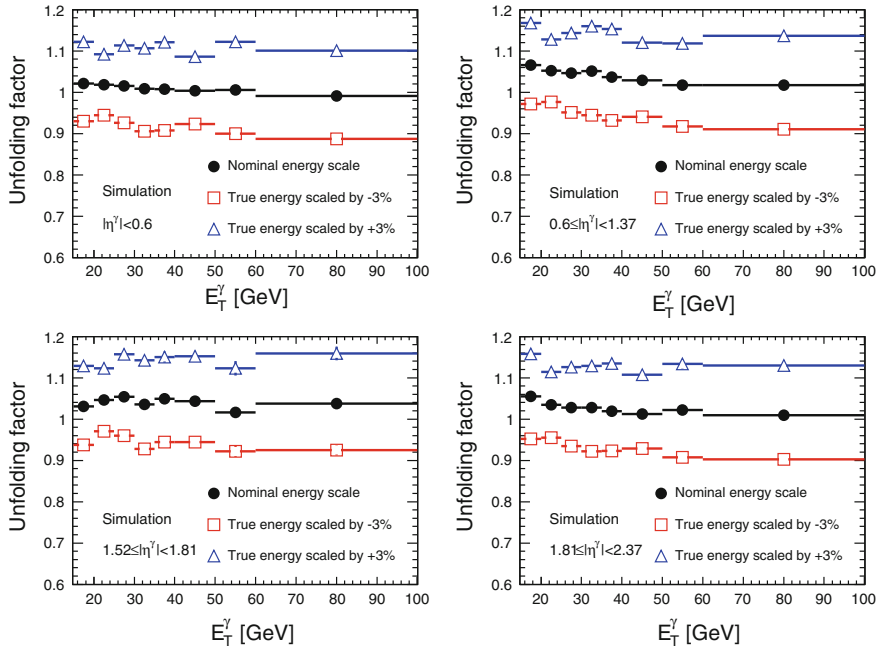 1.2
1.1
1
0.9
0.8
0.7
0.6
Unfolding factor
Nominal energy scale
True energy scaled by -3%
True energy scaled by +3%
Simulation
|η^γ|<0.6
20 30 40 50 60 70 80 90 100
E_T^γ [GeV]
1.2
1.1
1
0.9
0.8
0.7
0.6
Unfolding factor
Nominal energy scale
True energy scaled by -3%
True energy scaled by +3%
Simulation
0.6≤|η^γ|<1.37
20 30 40 50 60 70 80 90 100
E_T^γ [GeV]
1.2
1.1
1
0.9
0.8
0.7
0.6
Unfolding factor
Nominal energy scale
True energy scaled by -3%
True energy scaled by +3%
Simulation
1.52≤|η^γ|<1.81
20 30 40 50 60 70 80 90 100
E_T^γ [GeV]
1.2
1.1
1
0.9
0.8
0.7
0.6
Unfolding factor
Nominal energy scale
True energy scaled by -3%
True energy scaled by +3%
Simulation
1.81≤|η^γ|<2.37
20 30 40 50 60 70 80 90 100
E_T^γ [GeV]